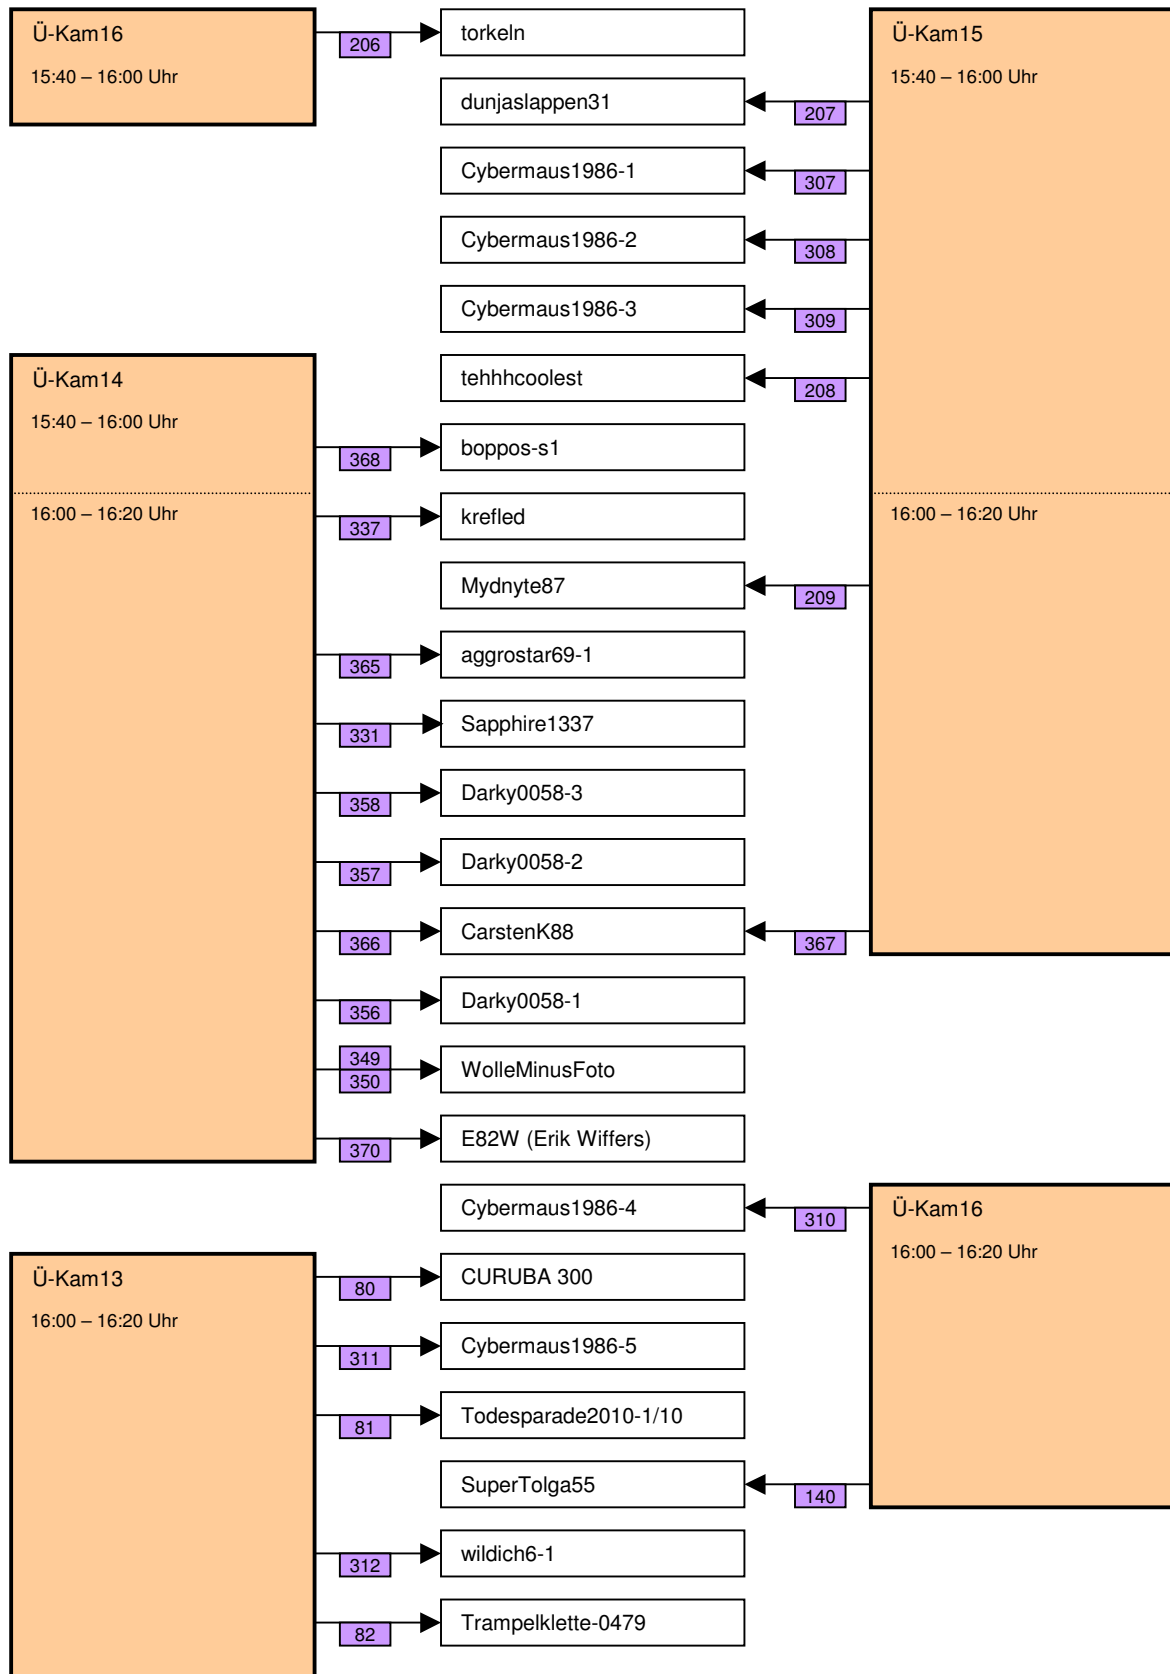 Ü-Kam16
15:40 – 16:00 Uhr
206
torkeln
Ü-Kam15
15:40 – 16:00 Uhr
dunjaslappen31
207
Cybermaus1986-1
307
Cybermaus1986-2
308
Cybermaus1986-3
309
Ü-Kam14
15:40 – 16:00 Uhr
tehhhcoolest
208
368
boppos-s1
16:00 – 16:20 Uhr
337
krefled
16:00 – 16:20 Uhr
Mydnyte87
209
365
aggrostar69-1
331
Sapphire1337
358
Darky0058-3
357
Darky0058-2
366
CarstenK88
367
356
Darky0058-1
349
350
WolleMinusFoto
370
E82W (Erik Wiffers)
Cybermaus1986-4
310
Ü-Kam16
16:00 – 16:20 Uhr
Ü-Kam13
16:00 – 16:20 Uhr
80
CURUBA 300
311
Cybermaus1986-5
81
Todesparade2010-1/10
SuperTolga55
140
312
wildich6-1
82
Trampelklette-0479